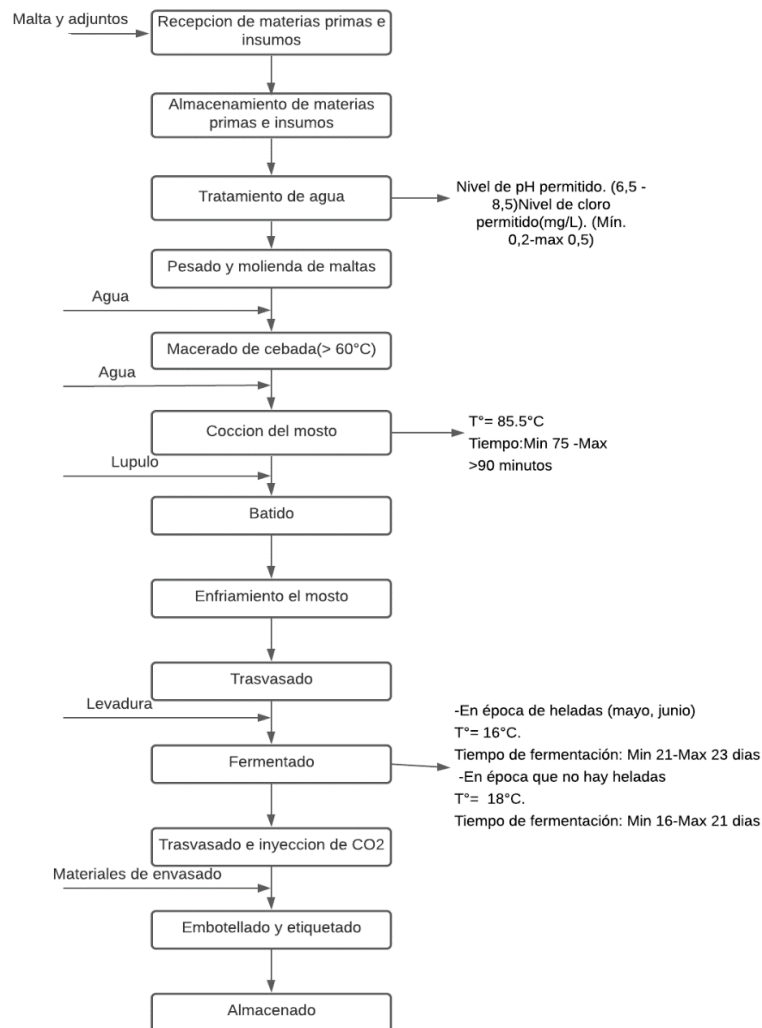 Malta y adjuntos
Recepcion de materias primas e
insumos
Almacenamiento de materias
primas e insumos
Tratamiento de agua
Nivel de pH permitido. (6,5 -
8,5)Nivel de cloro
permitido(mg/L). (Mín.
0,2-max 0,5)
Pesado y molienda de maltas
Agua
Macerado de cebada(> 60°C)
Agua
Coccion del mosto
T°= 85.5°C
Tiempo:Min 75 -Max
>90 minutos
Lupulo
Batido
Enfriamiento el mosto
Trasvasado
Levadura
Fermentado
-En época de heladas (mayo, junio)
T°= 16°C.
Tiempo de fermentación: Min 21-Max 23 dias
-En época que no hay heladas
T°=  18°C.
Tiempo de fermentación: Min 16-Max 21 dias
Trasvasado e inyeccion de CO2
Materiales de envasado
Embotellado y etiquetado
Almacenado